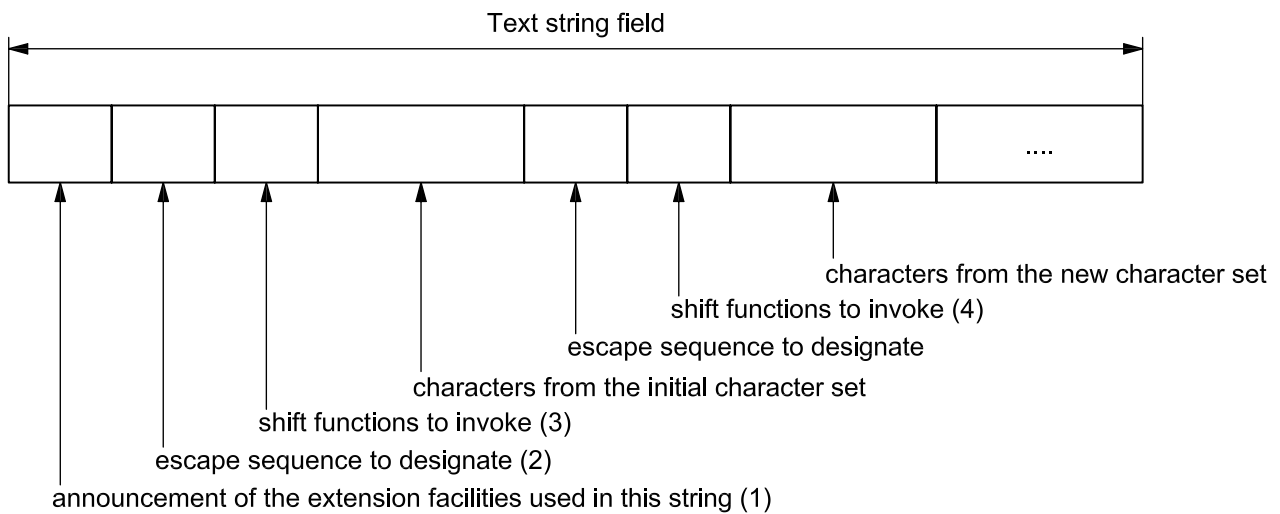 Text string field
....
characters from the new character set
shift functions to invoke (4)
escape sequence to designate
characters from the initial character set
shift functions to invoke (3)
escape sequence to designate (2)
announcement of the extension facilities used in this string (1)